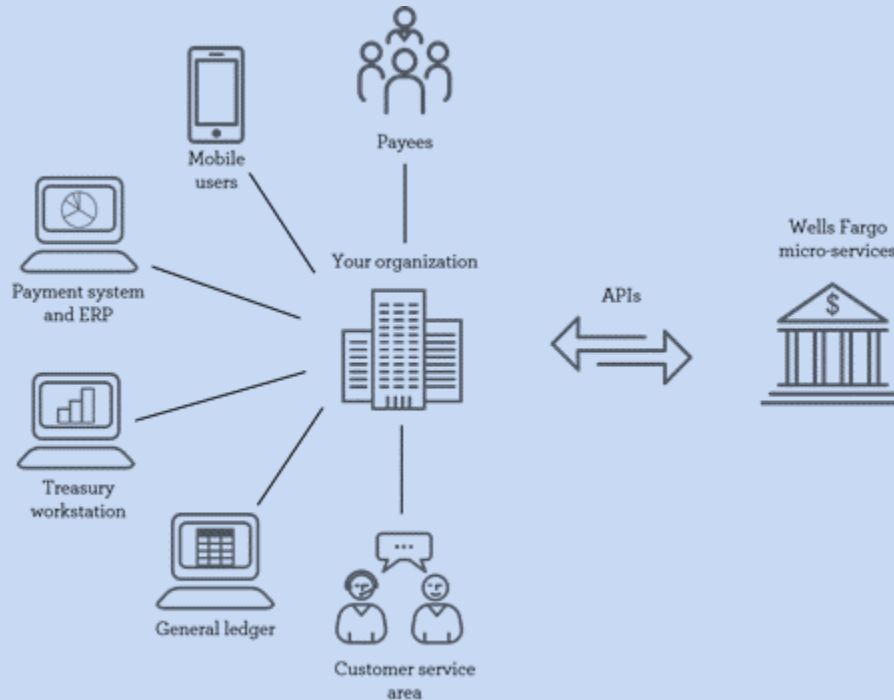 Payees
Mobile
users
Your organization
Payment system
and ERP
Treasury
workstation
General ledger
...
Customer service
area
APIs
Wells Fargo
micro-services
$